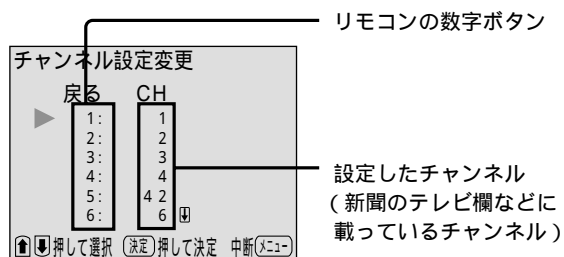 リモコンの数字ボタン
チャンネル設定変更
戻る CH
1: 1
2: 2
3: 3
4: 4
5: 42
6: 6
押して選択 決定 押して決定 中断 メニュー
設定したチャンネル
(新聞のテレビ欄などに
載っているチャンネル)